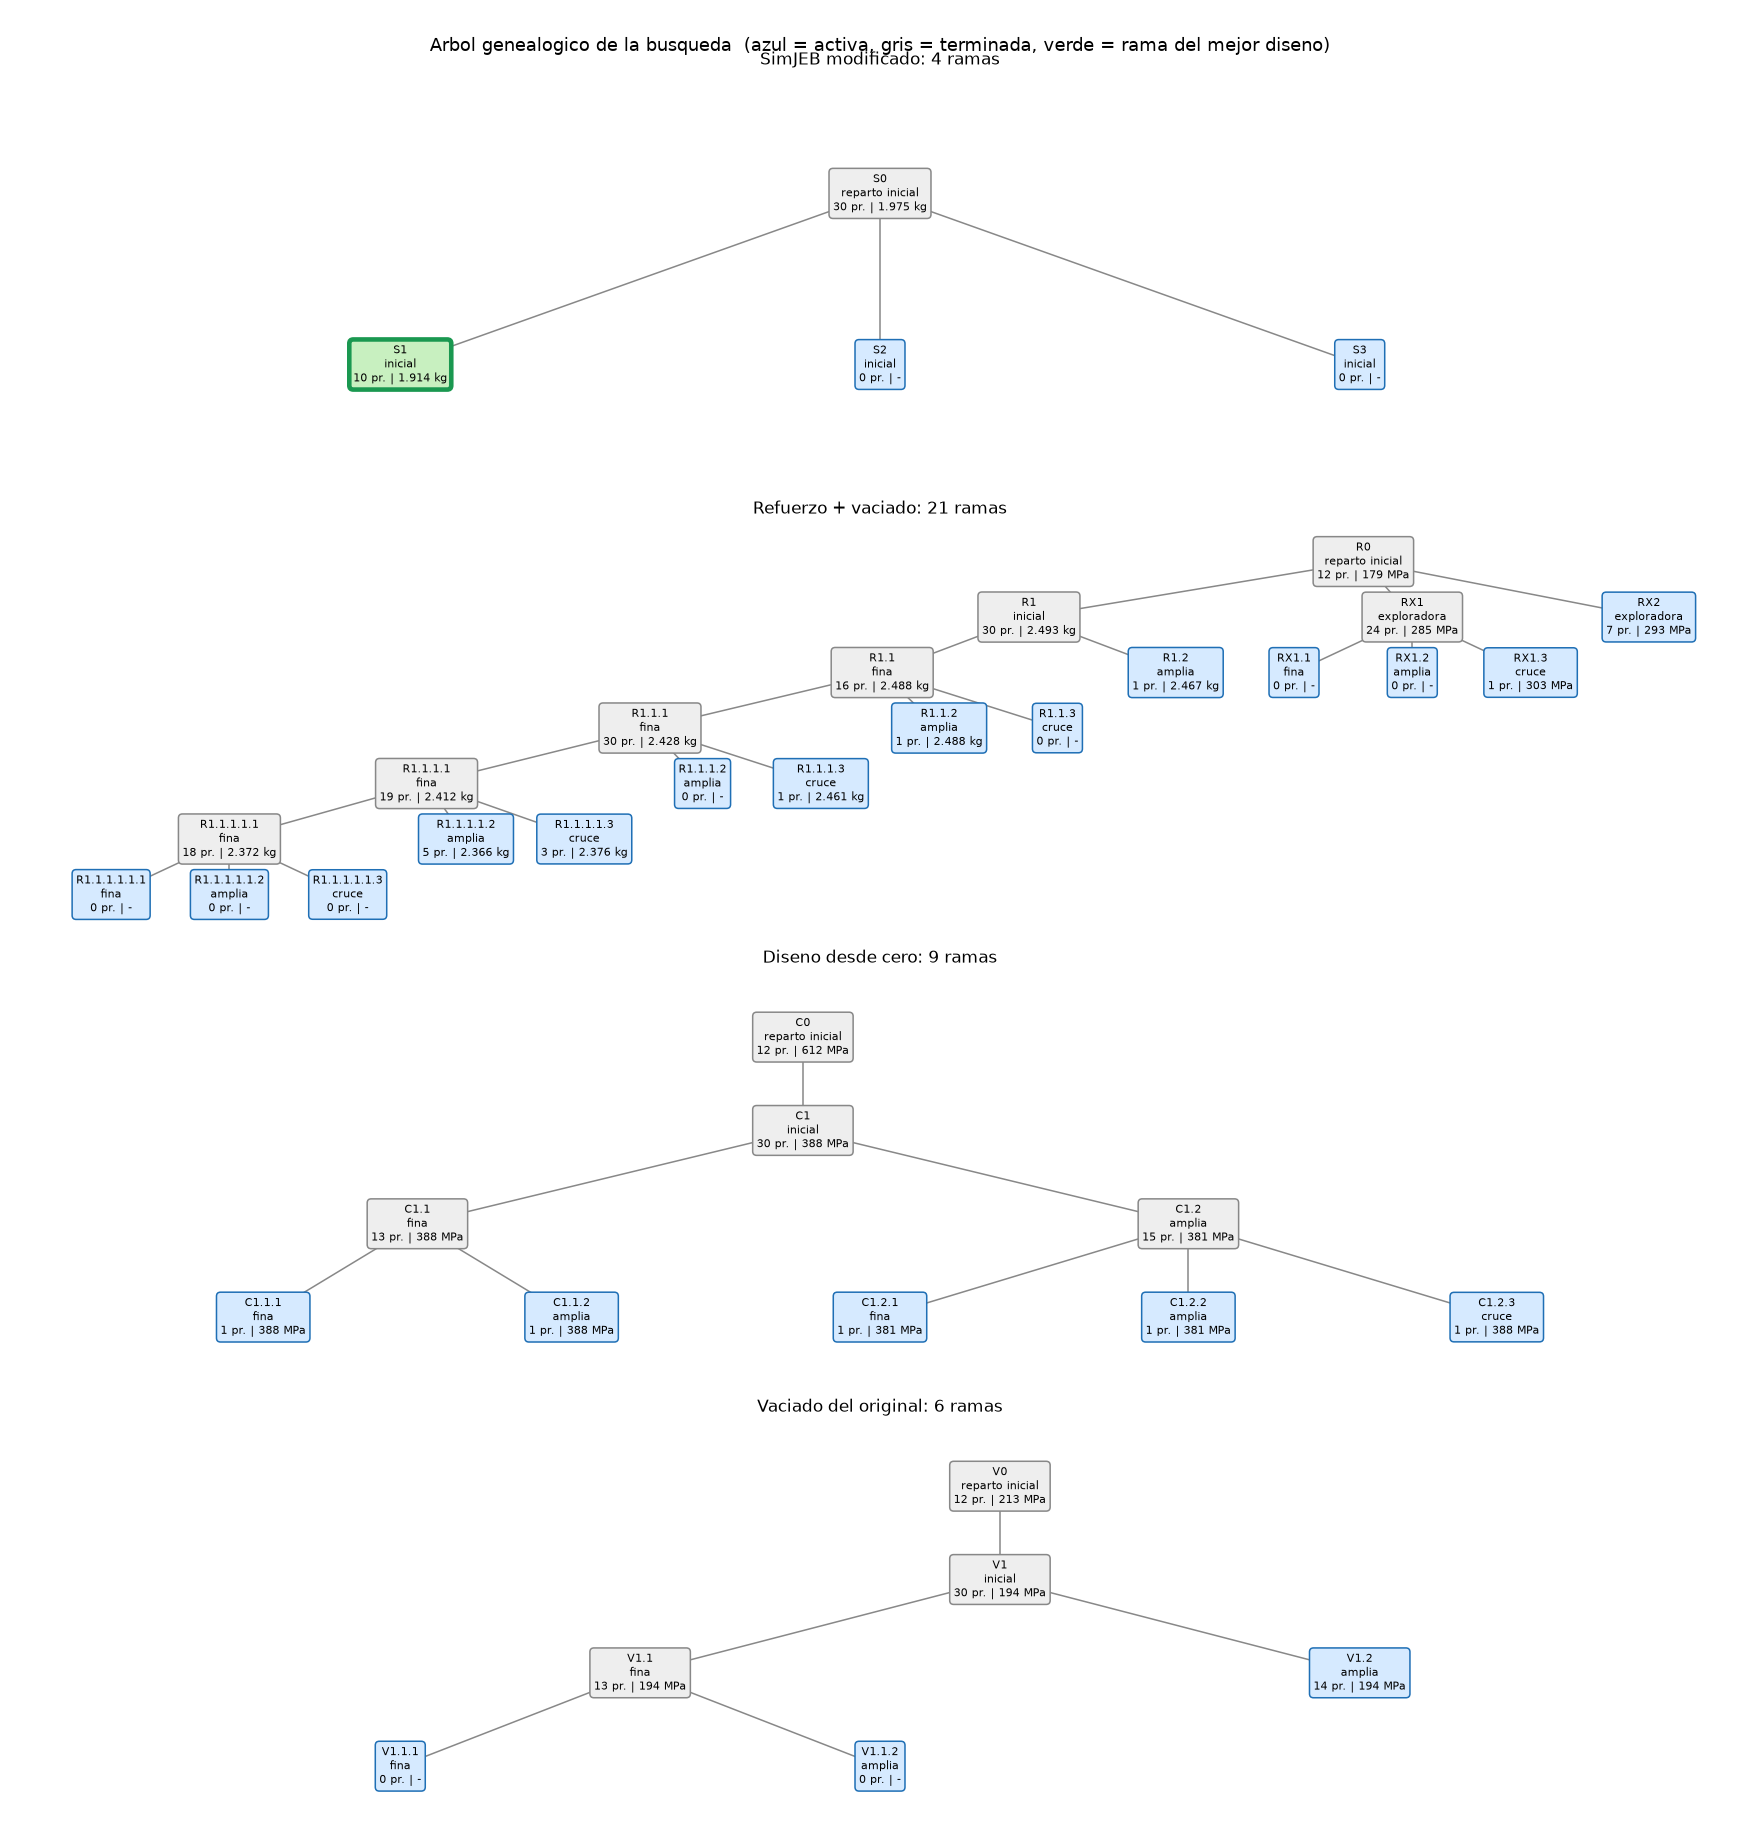 Arbol genealogico de la busqueda  (azul = activa, gris = terminada, verde = rama del mejor diseno)
SimJEB modificado: 4 ramas
S0
reparto inicial
30 pr. | 1.975 kg
S1
inicial
10 pr. | 1.914 kg
S2
inicial
0 pr. | -
S3
inicial
0 pr. | -
Refuerzo + vaciado: 21 ramas
R0
reparto inicial
12 pr. | 179 MPa
R1
inicial
30 pr. | 2.493 kg
RX1
exploradora
24 pr. | 285 MPa
RX2
exploradora
7 pr. | 293 MPa
R1.1
fina
16 pr. | 2.488 kg
R1.2
amplia
1 pr. | 2.467 kg
RX1.1
fina
0 pr. | -
RX1.2
amplia
0 pr. | -
RX1.3
cruce
1 pr. | 303 MPa
R1.1.1
fina
30 pr. | 2.428 kg
R1.1.2
amplia
1 pr. | 2.488 kg
R1.1.3
cruce
0 pr. | -
R1.1.1.1
fina
19 pr. | 2.412 kg
R1.1.1.2
amplia
0 pr. | -
R1.1.1.3
cruce
1 pr. | 2.461 kg
R1.1.1.1.1
fina
18 pr. | 2.372 kg
R1.1.1.1.2
amplia
5 pr. | 2.366 kg
R1.1.1.1.3
cruce
3 pr. | 2.376 kg
R1.1.1.1.1.1
fina
0 pr. | -
R1.1.1.1.1.2
amplia
0 pr. | -
R1.1.1.1.1.3
cruce
0 pr. | -
Diseno desde cero: 9 ramas
C0
reparto inicial
12 pr. | 612 MPa
C1
inicial
30 pr. | 388 MPa
C1.1
fina
13 pr. | 388 MPa
C1.2
amplia
15 pr. | 381 MPa
C1.1.1
fina
1 pr. | 388 MPa
C1.1.2
amplia
1 pr. | 388 MPa
C1.2.1
fina
1 pr. | 381 MPa
C1.2.2
amplia
1 pr. | 381 MPa
C1.2.3
cruce
1 pr. | 388 MPa
Vaciado del original: 6 ramas
V0
reparto inicial
12 pr. | 213 MPa
V1
inicial
30 pr. | 194 MPa
V1.1
fina
13 pr. | 194 MPa
V1.2
amplia
14 pr. | 194 MPa
V1.1.1
fina
0 pr. | -
V1.1.2
amplia
0 pr. | -